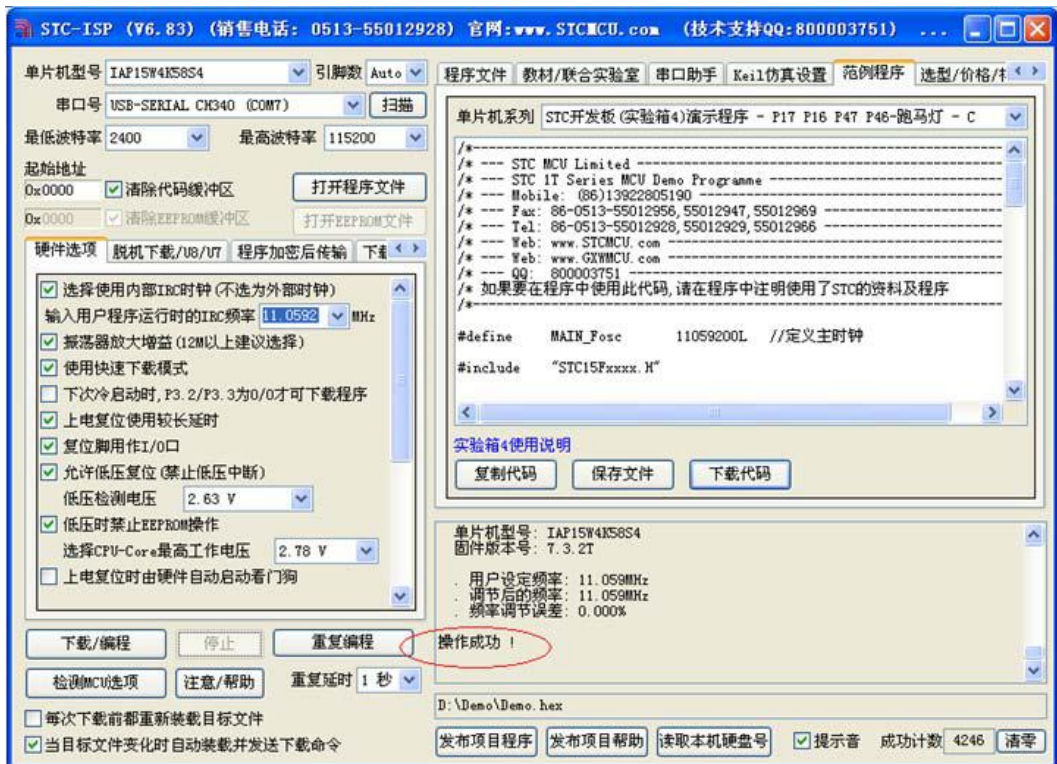 STC-ISP (V6.83) (销售电话: 0513-55012928) 官网:www.STCMCU.com (技术支持QQ:800003751) ...
单片机型号 IAP15W4K58S4 引脚数 Auto
串口号 USB-SERIAL CH340 (COM7) 扫描
最低波特率 2400 最高波特率 115200
起始地址
0x0000 清除代码缓冲区 打开程序文件
0x0000 清除EEPROM缓冲区 打开EEPROM文件
硬件选项 脱机下载/U8/U7 程序加密后传输
选择使用内部IRC时钟(不选为外部时钟)
输入用户程序运行时的IRC频率 11.0592 MHz
振荡器放大增益(12M以上建议选择)
使用快速下载模式
下次冷启动时,P3.2/P3.3为0/0才可下载程序
上电复位使用较长延时
复位脚用作I/O口
允许低压复位(禁止低压中断)
低压检测电压 2.63 V
低压时禁止EEPROM操作
选择CPU-Core最高工作电压 2.78 V
上电复位时由硬件自动启动看门狗
下载/编程 停止 重复编程
检测MCU选项 注意/帮助 重复延时 1 秒
每次下载前都重新装载目标文件
当目标文件变化时自动装载并发送下载命令
程序文件 教材/联合实验室 串口助手 Keil仿真设置 范例程序 选型/价格/
单片机系列 STC开发板(实验箱4)演示程序 - P17 P16 P47 P46-跑马灯 - C
/*---------------------------------------------------------------------
/* --- STC MCU Limited ------------------------------------------------
/* --- STC 1T Series MCU Demo Programme -------------------------------
/* --- Mobile: (86)13922805190 ----------------------------------------
/* --- Fax: 86-0513-55012956,55012947,55012969 ------------------------
/* --- Tel: 86-0513-55012928,55012929,55012966 ------------------------
/* --- Web: www.STCMCU.com --------------------------------------------
/* --- Web: www.GXWMCU.com --------------------------------------------
/* --- QQ: 800003751 --------------------------------------------------
/* 如果要在程序中使用此代码,请在程序中注明使用了STC的资料及程序
/*---------------------------------------------------------------------
#define MAIN_Fosc 11059200L //定义主时钟
#include "STC15Fxxxx.H"
实验箱4使用说明
复制代码 保存文件 下载代码
单片机型号: IAP15W4K58S4
固件版本号: 7.3.2T
. 用户设定频率: 11.059MHz
. 调节后的频率: 11.059MHz
. 频率调节误差: 0.000%
操作成功 !
D:\Demo\Demo.hex
发布项目程序 发布项目帮助 读取本机硬盘号 提示音 成功计数 4246 清零